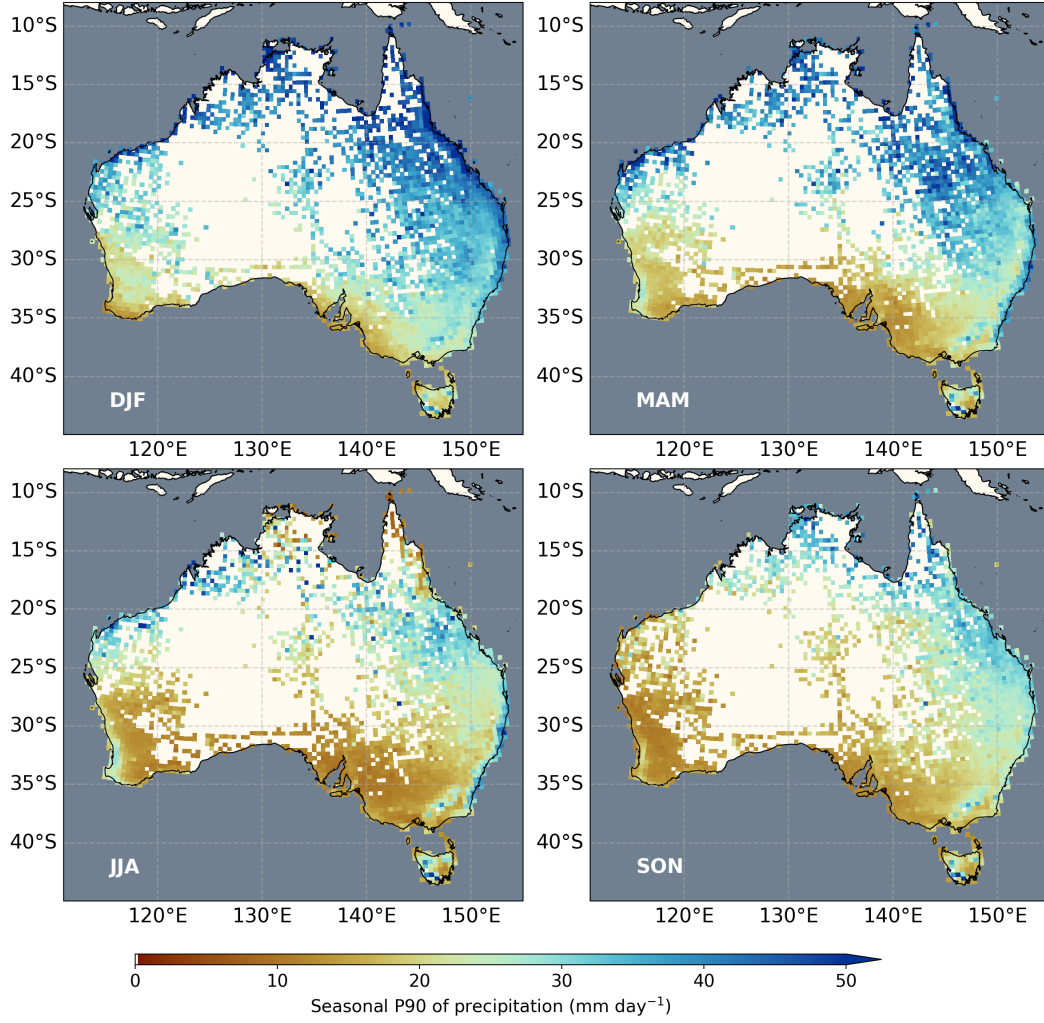 10°S
15°S
20°S
25°S
30°S
35°S
40°S
DJF
120°E 130°E 140°E 150°E
10°S
15°S
20°S
25°S
30°S
35°S
40°S
MAM
120°E 130°E 140°E 150°E
10°S
15°S
20°S
25°S
30°S
35°S
40°S
JJA
120°E 130°E 140°E 150°E
10°S
15°S
20°S
25°S
30°S
35°S
40°S
SON
120°E 130°E 140°E 150°E
0 10 20 30 40 50
Seasonal P90 of precipitation (mm day⁻¹)